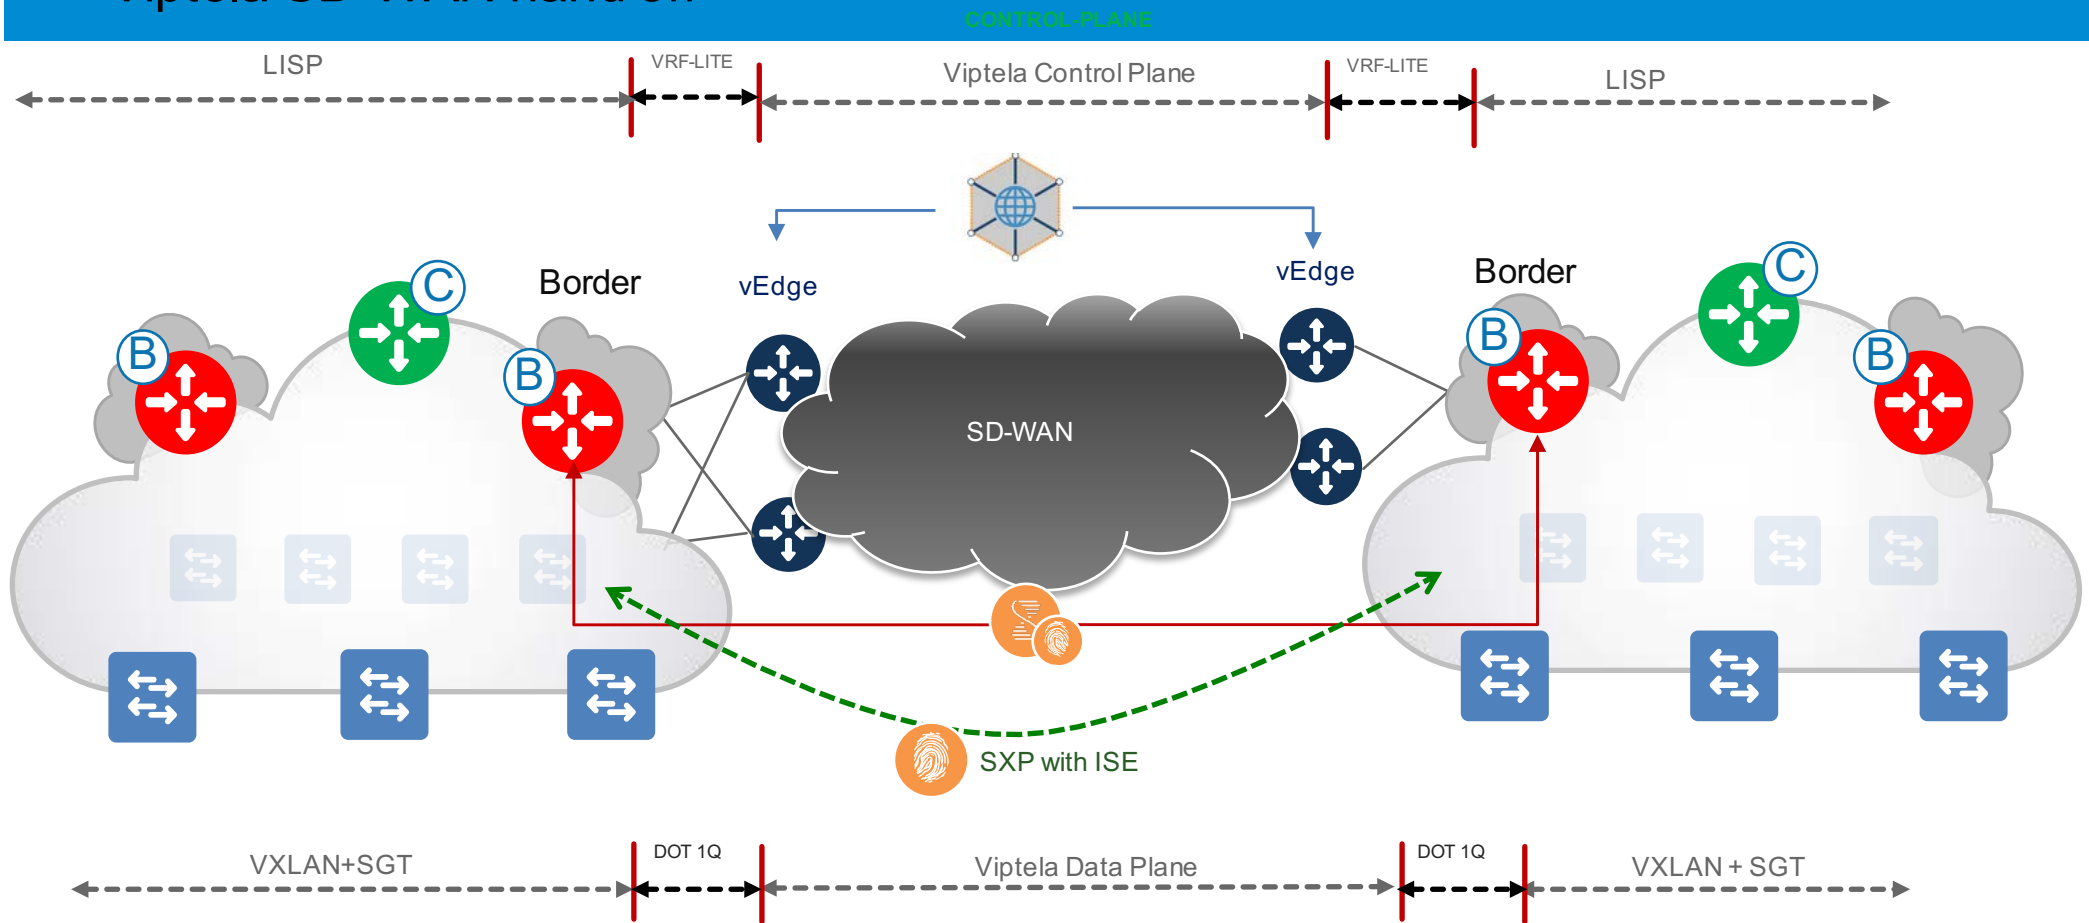 CONTROL-PLANE
LISP
VRF-LITE
Viptela Control Plane
VRF-LITE
LISP
vEdge
vEdge
Border
Border
C
C
B
B
B
B
SD-WAN
SXP with ISE
VXLAN+SGT
DOT 1Q
Viptela Data Plane
DOT 1Q
VXLAN + SGT